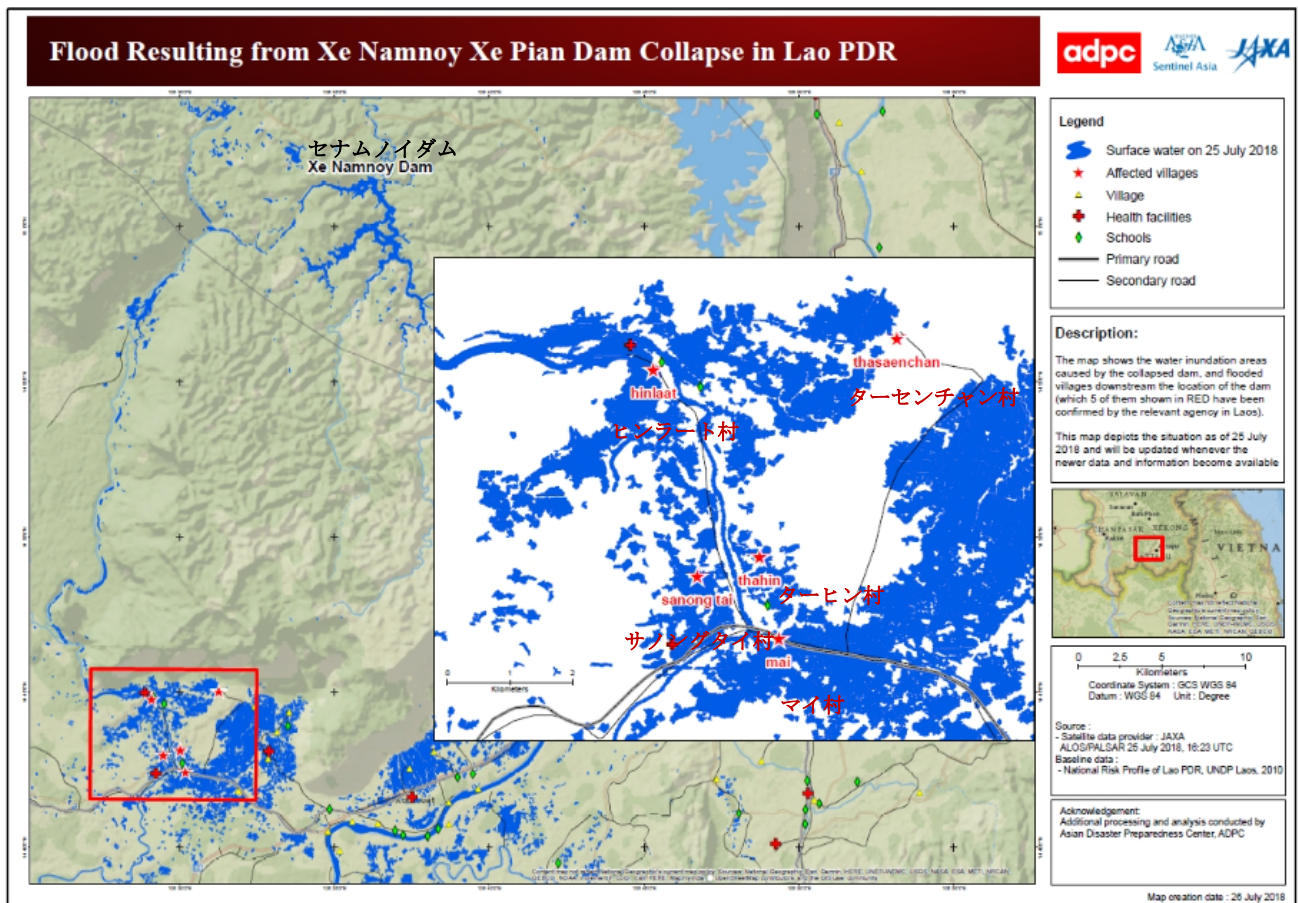 Flood Resulting from Xe Namnoy Xe Pian Dam Collapse in Lao PDR
adpc
Sentinel Asia
JAXA
セナムノイダム
Xe Namnoy Dam
thasaenchan
ターセンチャン村
hinlaat
ヒンラート村
thahin
ターヒン村
sanong tai
サノングタイ村
mai
マイ村
0 1 2
Kilometers
Legend
Surface water on 25 July 2018
Affected villages
Village
Health facilities
Schools
Primary road
Secondary road
Description:
The map shows the water inundation areas
caused by the collapsed dam, and flooded
villages downstream the location of the dam
(which 5 of them shown in RED have been
confirmed by the relevant agency in Laos).
This map depicts the situation as of 25 July
2018 and will be updated whenever the
newer data and information become available
VIETNAM
0 2.5 5 10
Kilometers
Coordinate System : GCS WGS 84
Datum : WGS 84 Unit : Degree
Source :
- Satellite data provider : JAXA
ALOS/PALSAR 25 July 2018, 16:23 UTC
Baseline data :
- National Risk Profile of Lao PDR, UNDP Laos, 2010
Acknowledgement:
Additional processing and analysis conducted by
Asian Disaster Preparedness Center, ADPC
Map creation date : 26 July 2018